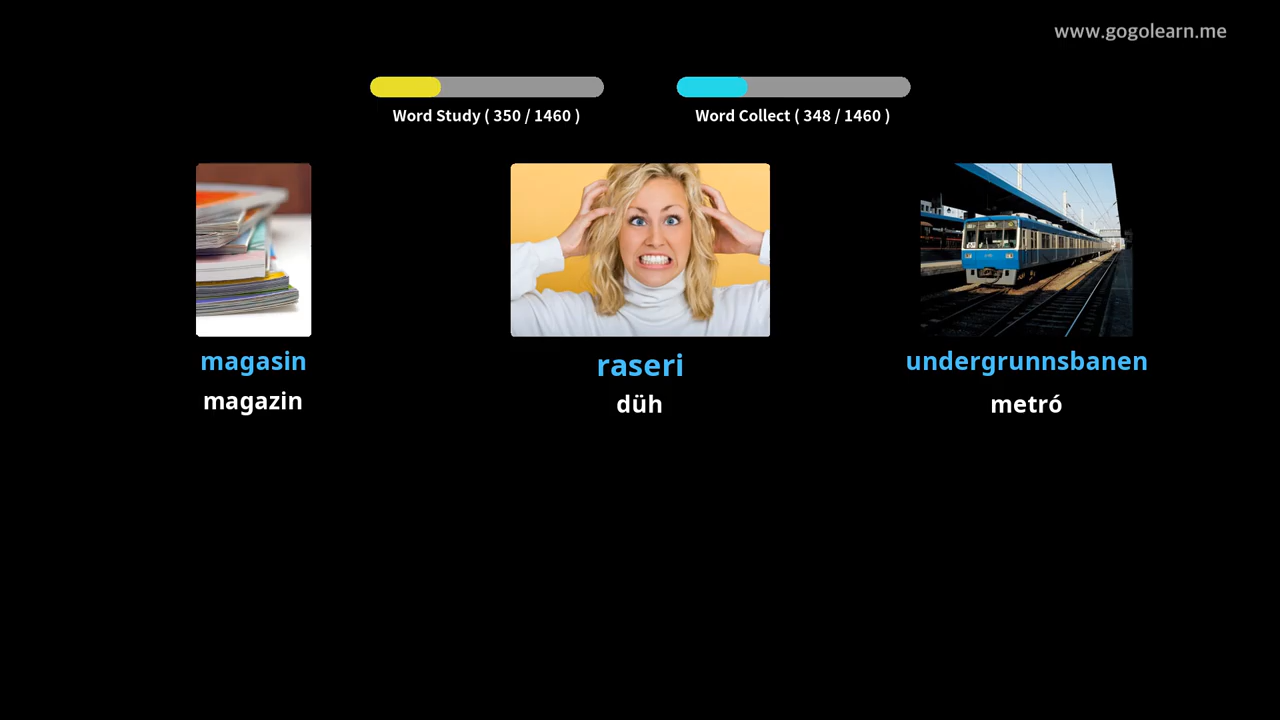 www.gogolearn.me
Word Study ( 350 / 1460 )
Word Collect ( 348 / 1460 )
magasin
magazin
raseri
düh
undergrunnsbanen
metró